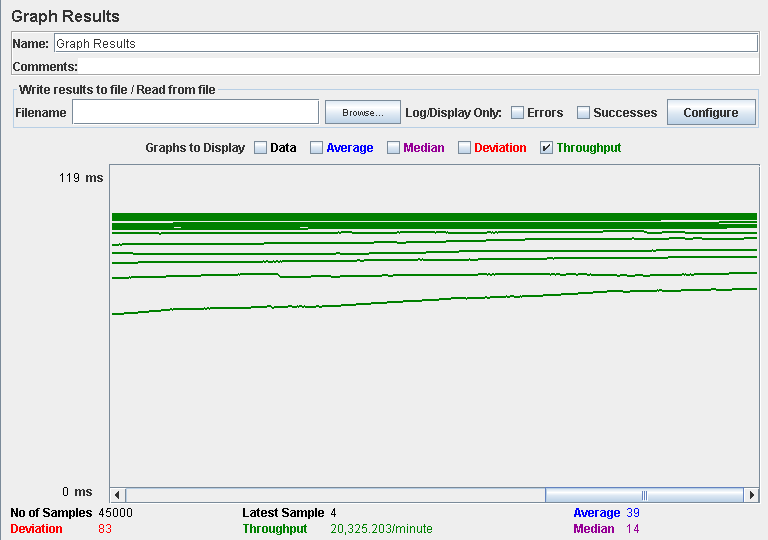 Graph Results
Name: Graph Results
Comments:
Write results to file / Read from file
Filename Browse... Log/Display Only: Errors Successes Configure
Graphs to Display Data Average Median Deviation Throughput
119 ms
0 ms
No of Samples 45000 Latest Sample 4 Average 39
Deviation 83 Throughput 20,325.203/minute Median 14